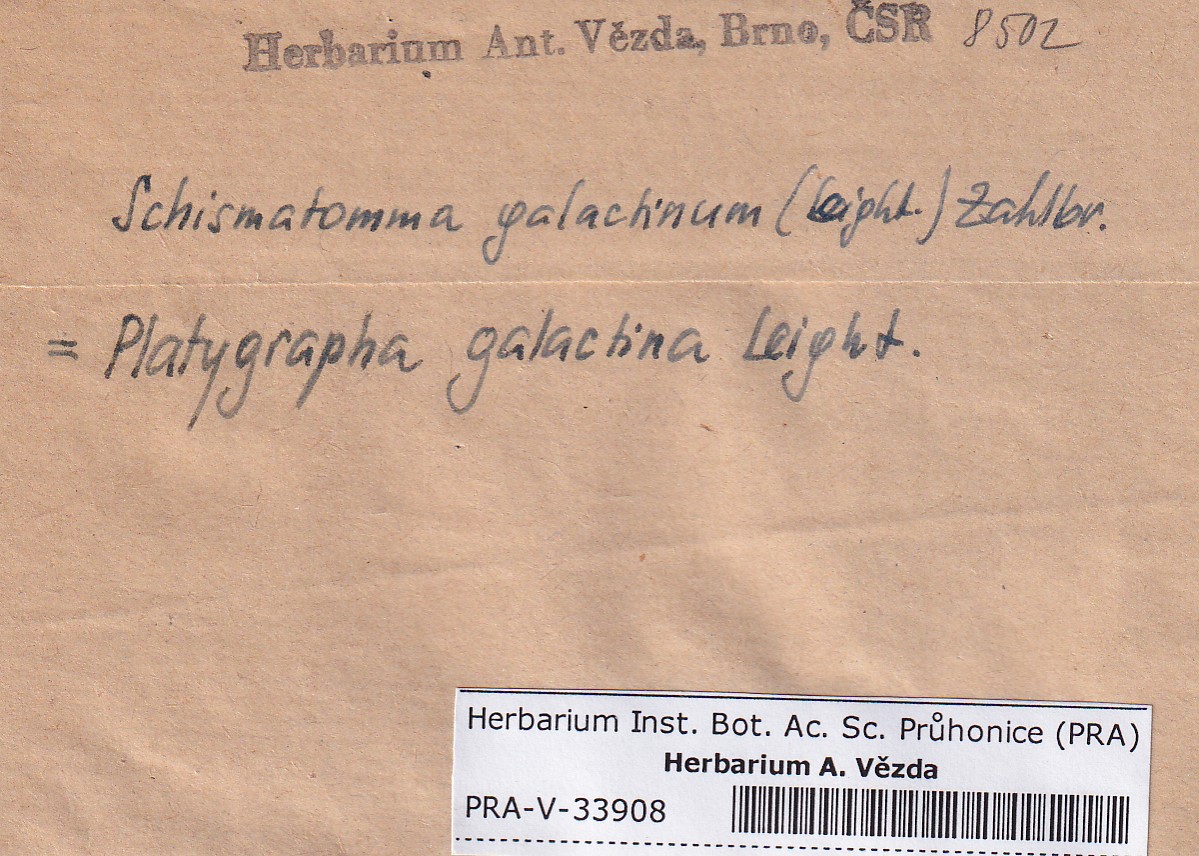 Herbarium Ant. Vězda, Brno, ČSR 8502
Schismatomma galactinum (Leight.) Zahlbr.
= Platygrapha galactina Leight.
Herbarium Inst. Bot. Ac. Sc. Průhonice (PRA)
Herbarium A. Vězda
PRA-V-33908